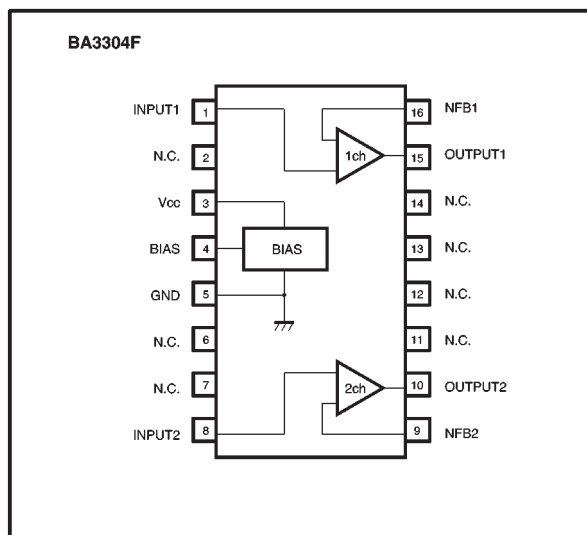 BA3304F
INPUT1 1 16 NFB1
N.C. 2 1ch 15 OUTPUT1
Vcc 3 14 N.C.
BIAS 4 BIAS 13 N.C.
GND 5 12 N.C.
N.C. 6 11 N.C.
N.C. 7 2ch 10 OUTPUT2
INPUT2 8 9 NFB2